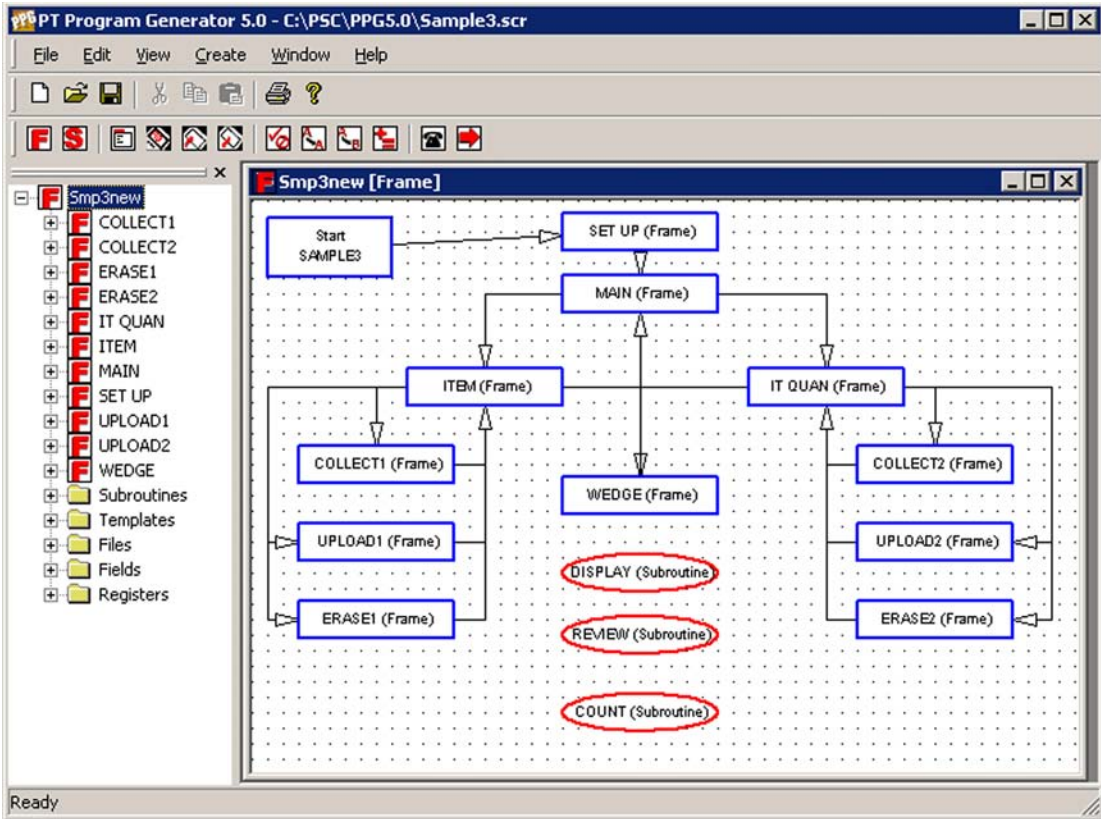 PPG PT Program Generator 5.0 - C:\PSC\PPG5.0\Sample3.scr
File Edit View Create Window Help
F S
Smp3new
COLLECT1
COLLECT2
ERASE1
ERASE2
IT QUAN
ITEM
MAIN
SET UP
UPLOAD1
UPLOAD2
WEDGE
Subroutines
Templates
Files
Fields
Registers
Smp3new [Frame]
Start
SAMPLE3
SET UP (Frame)
MAIN (Frame)
ITEM (Frame)
IT QUAN (Frame)
COLLECT1 (Frame)
COLLECT2 (Frame)
WEDGE (Frame)
UPLOAD1 (Frame)
UPLOAD2 (Frame)
DISPLAY (Subroutine)
ERASE1 (Frame)
REVIEW (Subroutine)
ERASE2 (Frame)
COUNT (Subroutine)
Ready